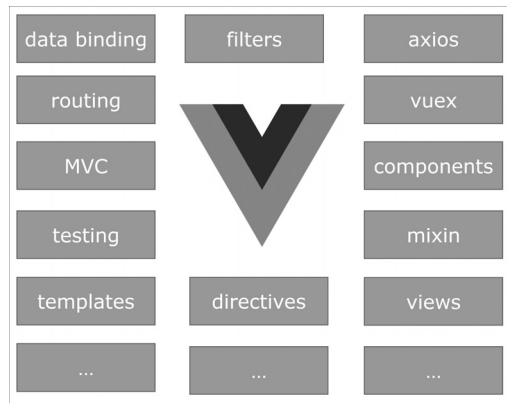 data binding
filters
axios
routing
vuex
MVC
components
testing
mixin
templates
directives
views
...
...
...